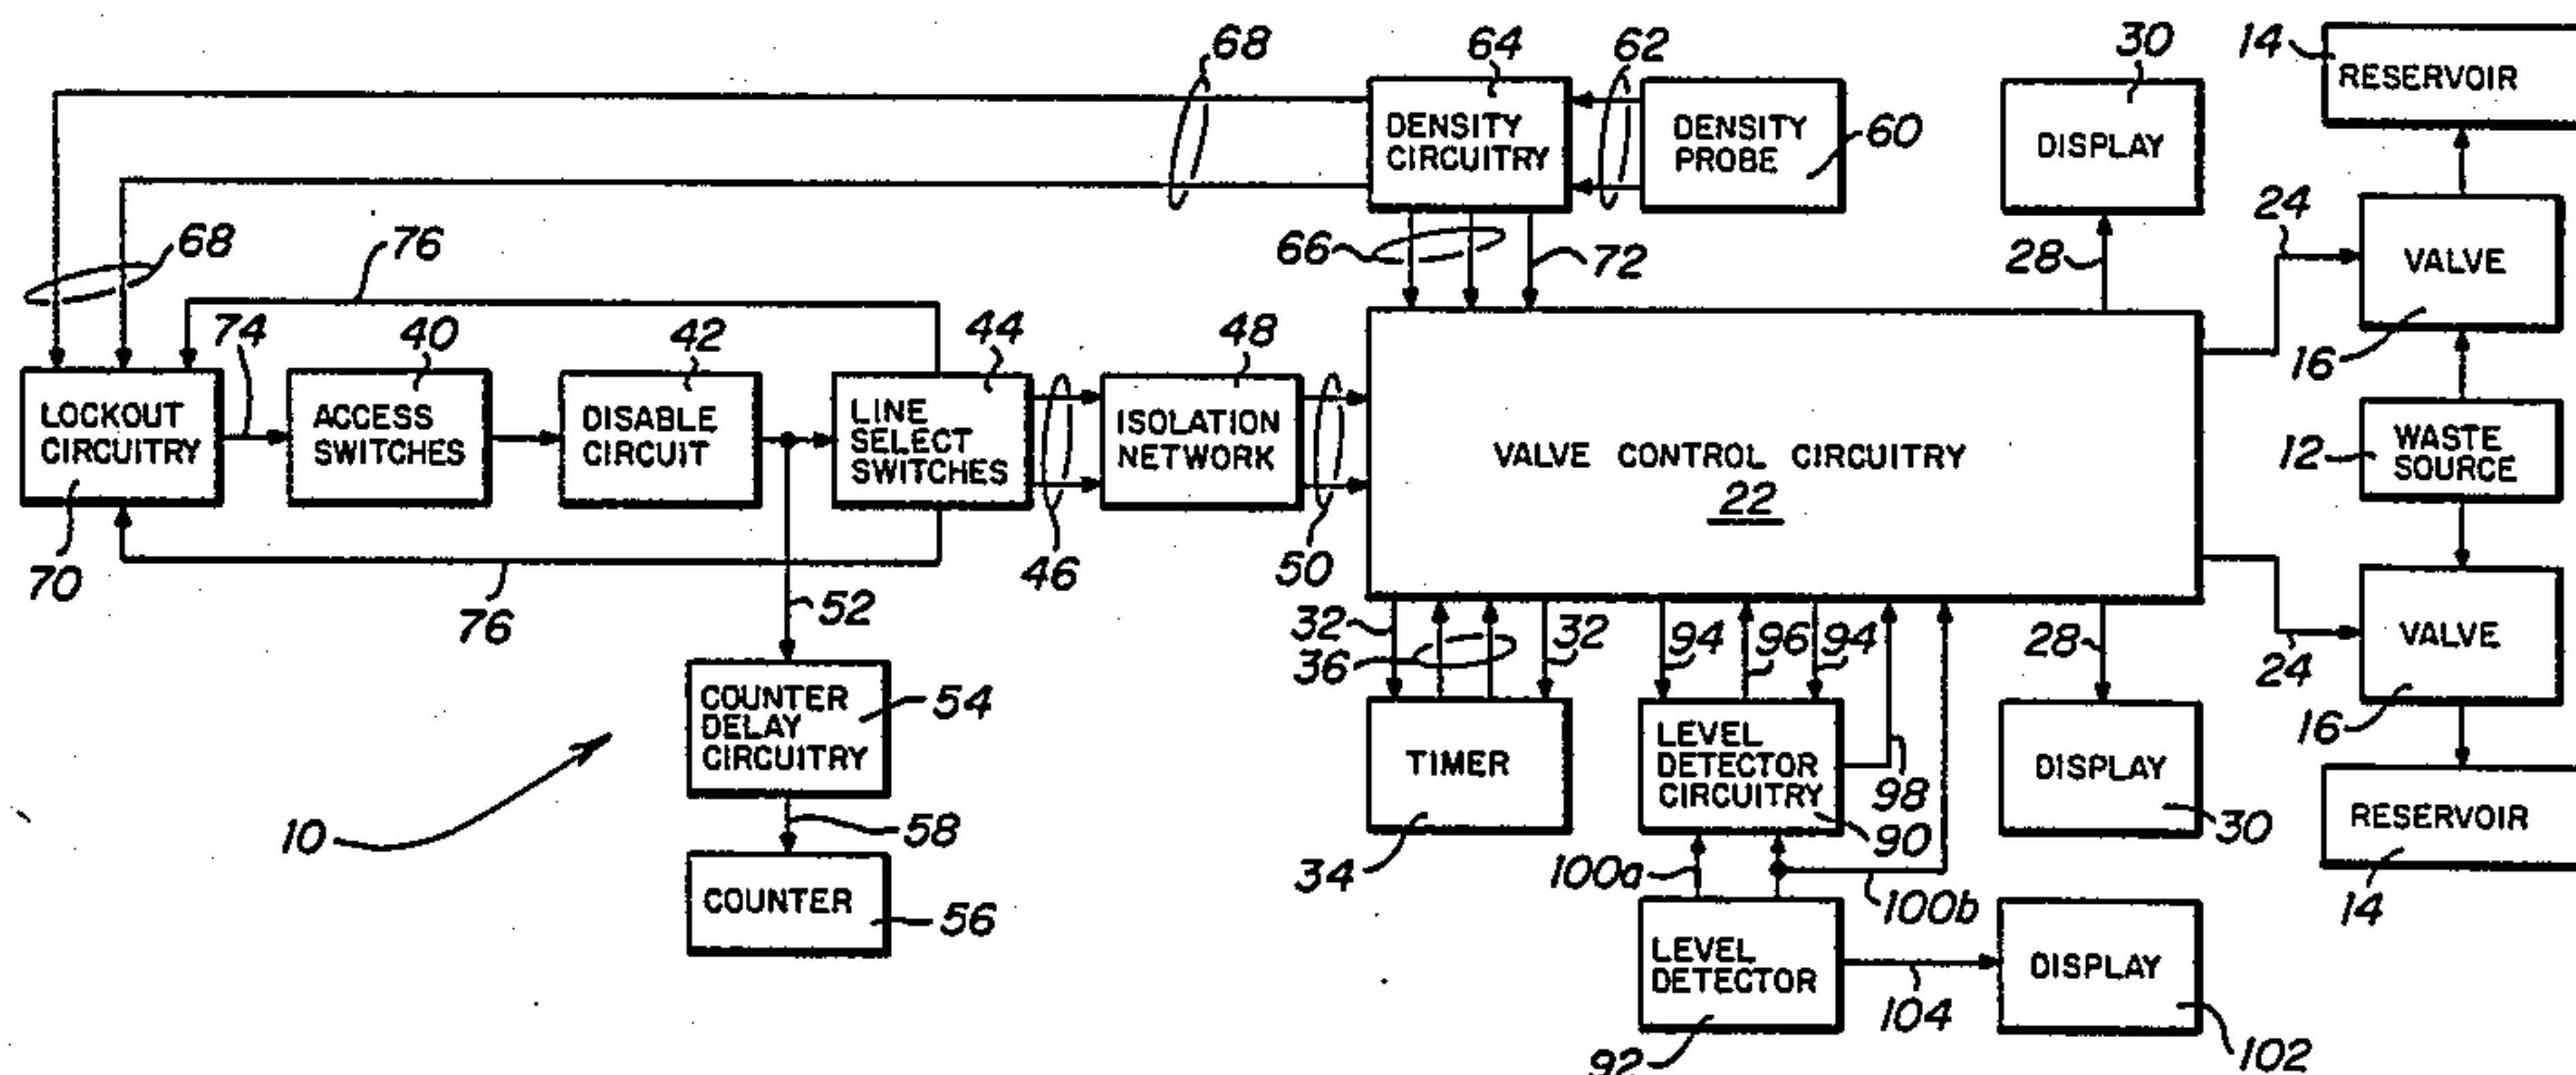 68
64
62
30
14
RESERVOIR
DENSITY
CIRCUITRY
DENSITY
PROBE
60
DISPLAY
68
76
66
72
28
24
VALVE
16
74
40
42
44
48
LOCKOUT
CIRCUITRY
ACCESS
SWITCHES
DISABLE
CIRCUIT
LINE
SELECT
SWITCHES
ISOLATION
NETWORK
VALVE CONTROL CIRCUITRY
22
12
WASTE
SOURCE
70
76
52
46
50
32
36
32
94
96
94
28
24
VALVE
16
COUNTER
DELAY
CIRCUITRY
54
TIMER
34
LEVEL
DETECTOR
CIRCUITRY
98
90
DISPLAY
30
RESERVOIR
14
10
58
COUNTER
56
100a
100b
LEVEL
DETECTOR
92
104
DISPLAY
102